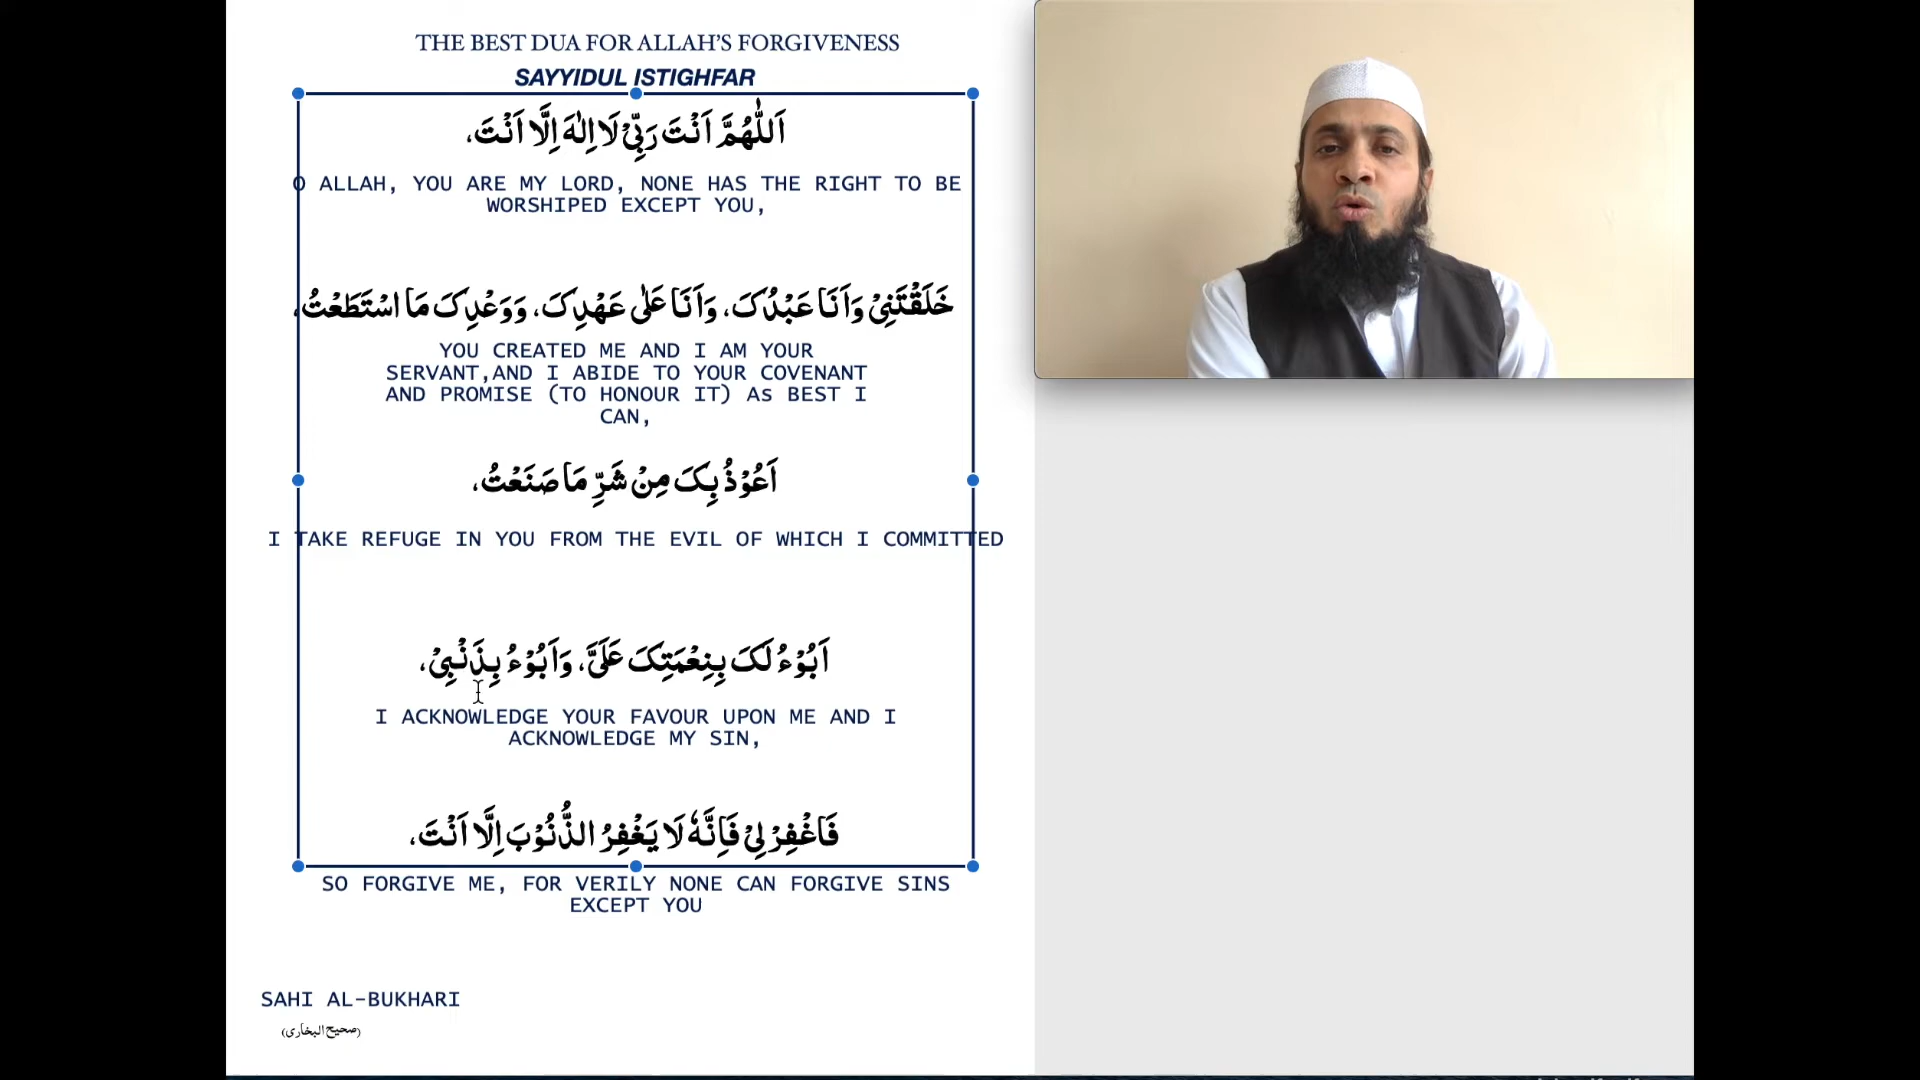 THE BEST DUA FOR ALLAH'S FORGIVENESS
SAYYIDUL ISTIGHFAR
اَللّٰهُمَّ اَنْتَ رَبِّیْ لَا اِلٰهَ اِلَّا اَنْتَ،
O ALLAH, YOU ARE MY LORD, NONE HAS THE RIGHT TO BE
WORSHIPED EXCEPT YOU,
خَلَقْتَنِیْ وَاَنَا عَبْدُکَ، وَاَنَا عَلٰی عَهْدِکَ، وَوَعْدِکَ مَا اسْتَطَعْتُ،
YOU CREATED ME AND I AM YOUR
SERVANT,AND I ABIDE TO YOUR COVENANT
AND PROMISE (TO HONOUR IT) As BEST I
CAN,
اَعُوْذُ بِکَ مِنْ شَرِّ مَا صَنَعْتُ،
I TAKE REFUGE IN YOU FROM THE EVIL OF WHICH I COMMITTED
اَبُوْءُ لَکَ بِنِعْمَتِکَ عَلَیَّ، وَاَبُوْءُ بِذَنْۢبِیْ،
I ACKNOWLEDGE YOUR FAVOUR UPON ME AND I
ACKNOWLEDGE MY SIN,
فَاغْفِرْ لِیْ فَاِنَّهٗ لَا یَغْفِرُ الذُّنُوْبَ اِلَّا اَنْتَ،
SO FORGIVE ME, FOR VERILY NONE CAN FORGIVE SINS
EXCEPT YOU
SAHI AL-BUKHARI
(صحیح البخاری)